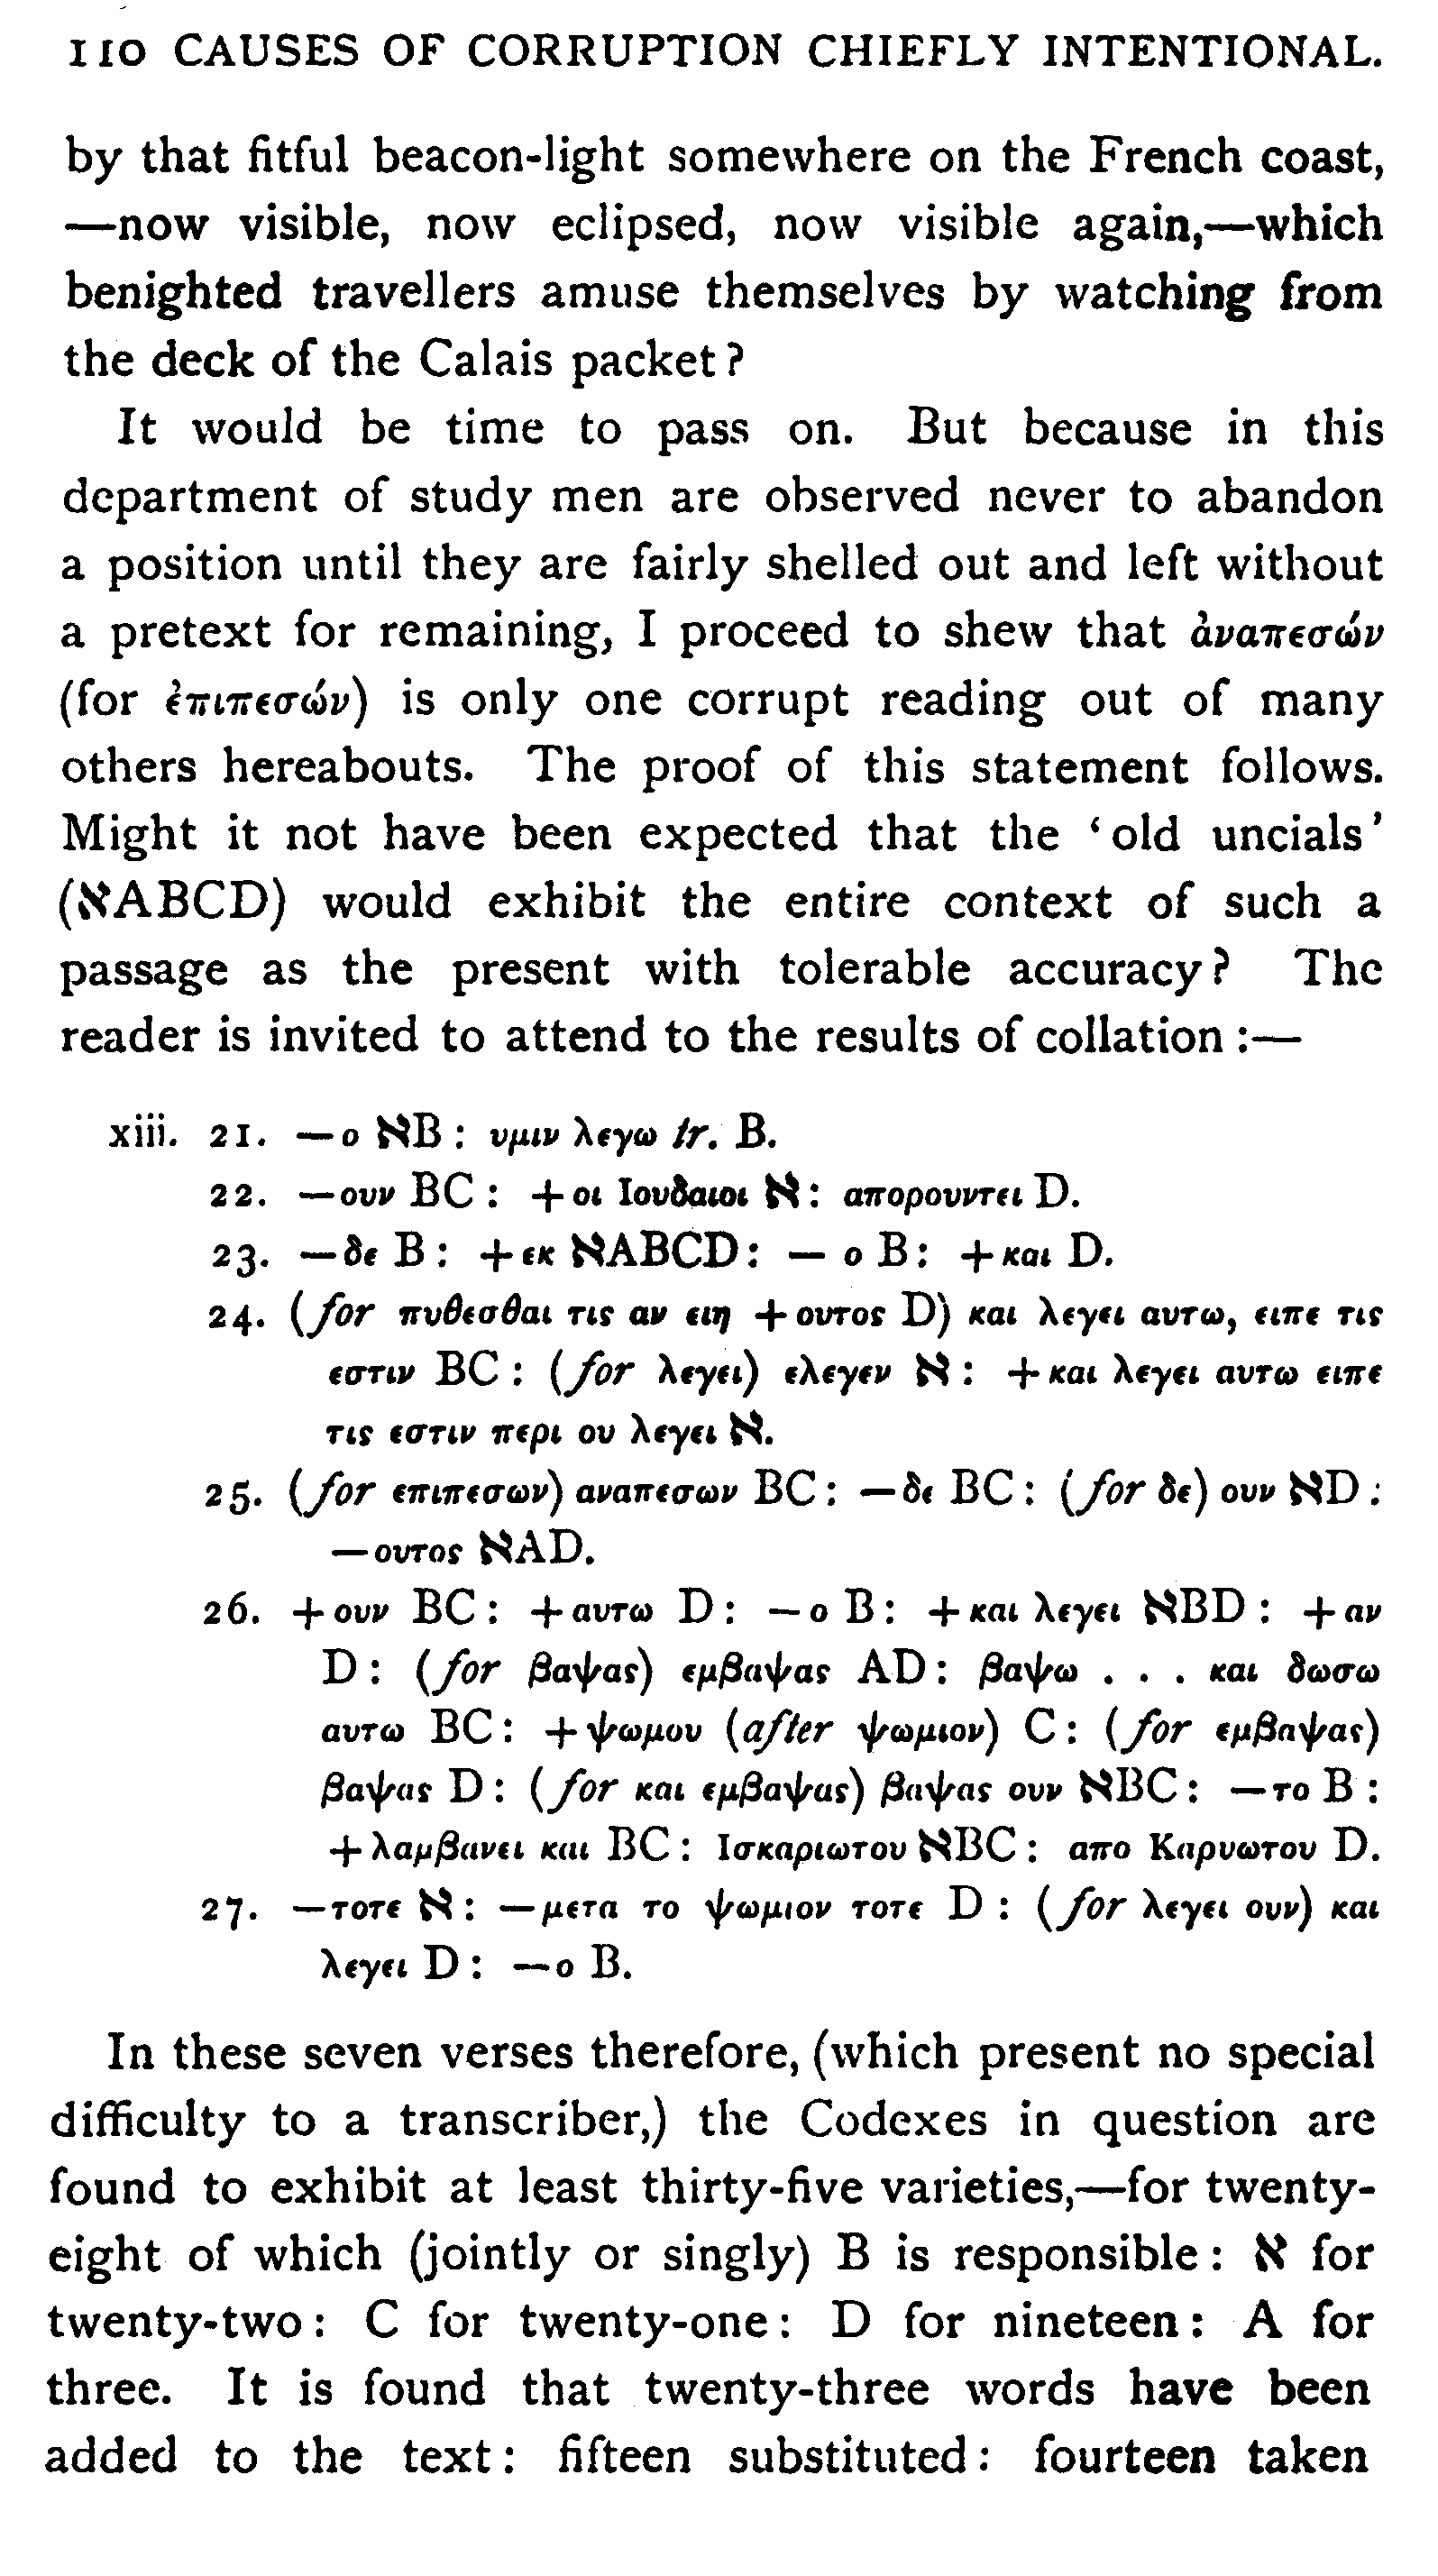 110 CAUSES OF CORRUPTION CHIEFLY INTENTIONAL.
by that fitful beacon-light somewhere on the French coast,
—now visible, now eclipsed, now visible again,—which
benighted travellers amuse themselves by watching from
the deck of the Calais packet?
It would be time to pass on. But because in this
department of study men are observed never to abandon
a position until they are fairly shelled out and left without
a pretext for remaining, I proceed to shew that ἀναπεσών
(for ἐπιπεσών) is only one corrupt reading out of many
others hereabouts. The proof of this statement follows.
Might it not have been expected that the ‘old uncials’
(ℵABCD) would exhibit the entire context of such a
passage as the present with tolerable accuracy? The
reader is invited to attend to the results of collation:—
xiii. 21. —ο ℵB: υμιν λεγω tr. B.
22. —ουν BC: +οι Ιουδαιοι ℵ: απορουντει D.
23. —δε B: +εκ ℵABCD: —ο B: +και D.
24. (for πυθεσθαι τις αν ειη +ουτος D) και λεγει αυτω, ειπε τις
εστιν BC: (for λεγει) ελεγεν ℵ: +και λεγει αυτω ειπε
τις εστιν περι ου λεγει ℵ.
25. (for επιπεσων) αναπεσων BC: —δε BC: (for δε) ουν ℵD:
—ουτος ℵAD.
26. +ουν BC: +αυτω D: —ο B: +και λεγει ℵBD: +αν
D: (for βαψας) εμβαψας AD: βαψω . . . και δωσω
αυτω BC: +ψωμου (after ψωμιον) C: (for εμβαψας)
βαψας D: (for και εμβαψας) βαψας ουν ℵBC: —το B:
+λαμβανει και BC: Ισκαριωτου ℵBC: απο Καρυωτου D.
27. —τοτε ℵ: —μετα το ψωμιον τοτε D: (for λεγει ουν) και
λεγει D: —ο B.
In these seven verses therefore, (which present no special
difficulty to a transcriber,) the Codexes in question are
found to exhibit at least thirty-five varieties,—for twenty-
eight of which (jointly or singly) B is responsible: ℵ for
twenty-two: C for twenty-one: D for nineteen: A for
three. It is found that twenty-three words have been
added to the text: fifteen substituted: fourteen taken